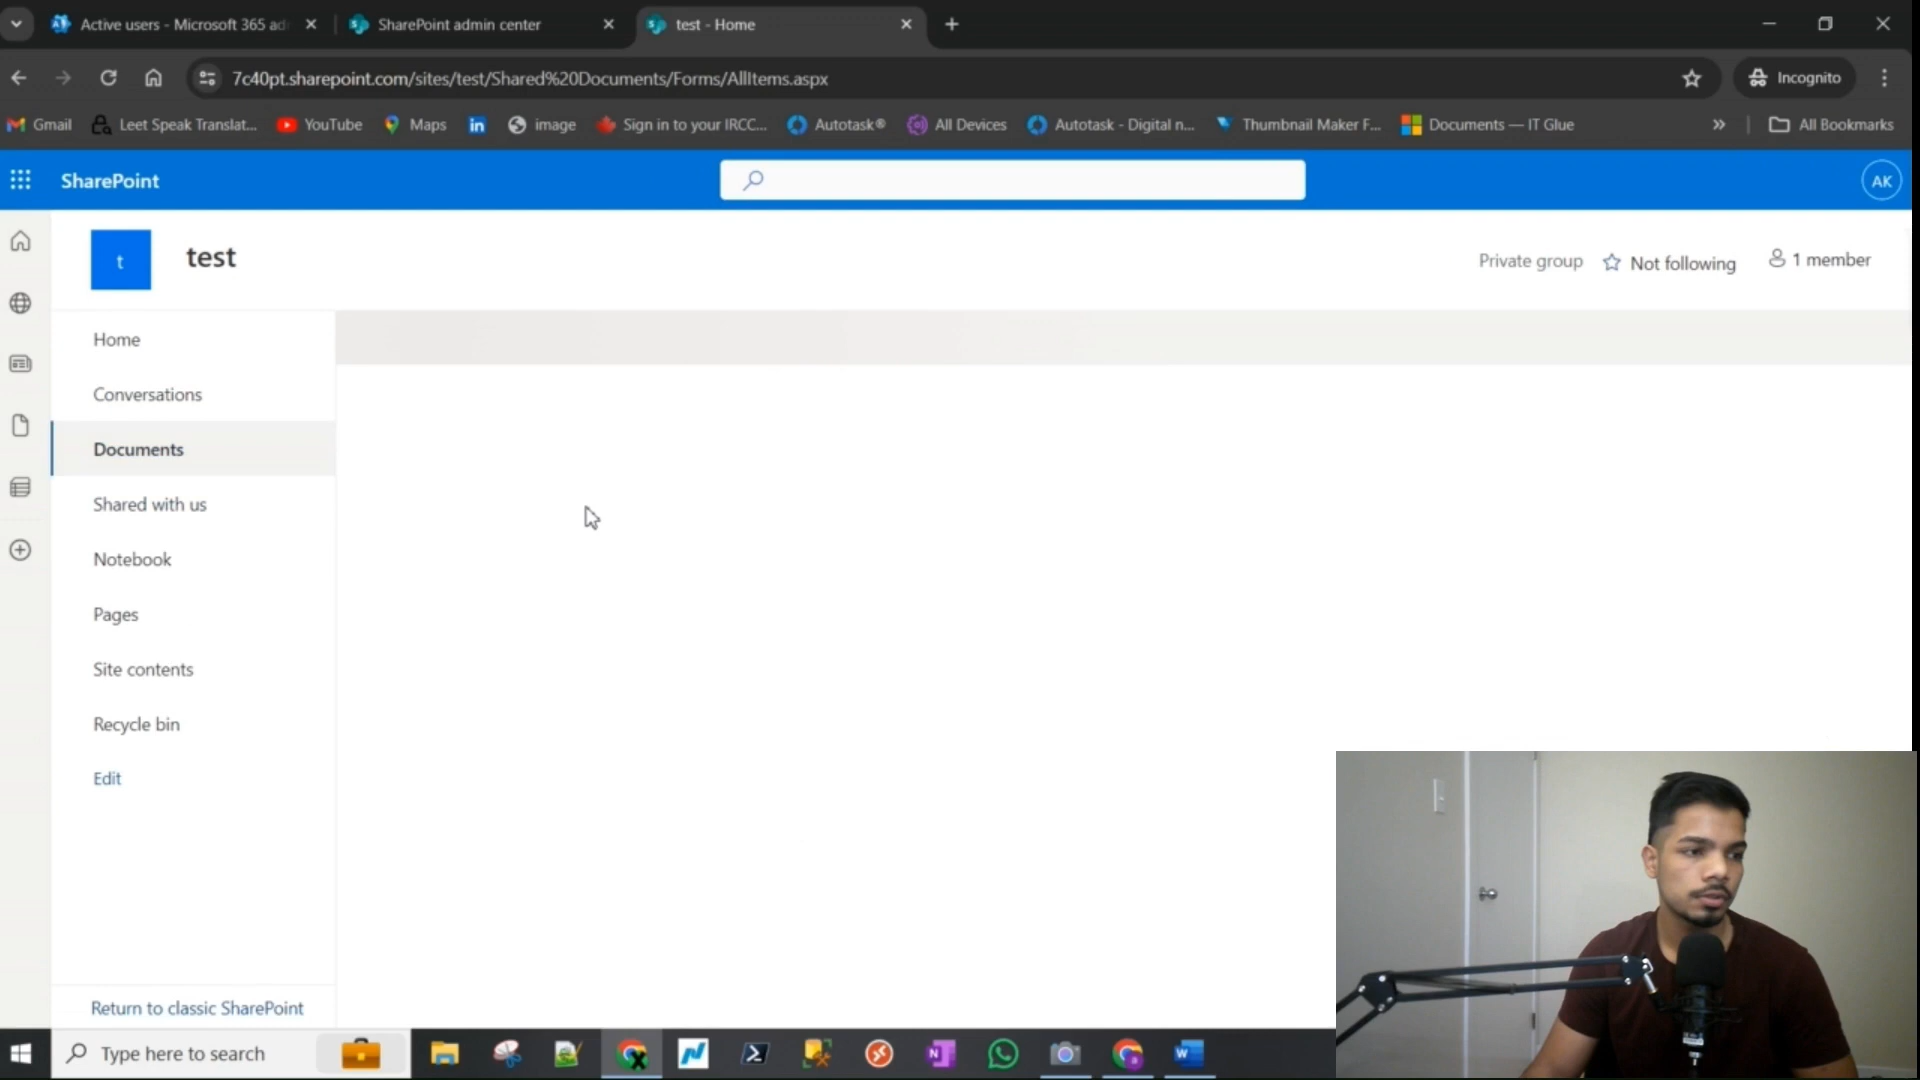 Active users - Microsoft 365 ad
SharePoint admin center
test - Home
7c40pt.sharepoint.com/sites/test/Shared%20Documents/Forms/AllItems.aspx
Incognito
Gmail
Leet Speak Translat...
YouTube
Maps
in
image
Sign in to your IRCC...
Autotask®
All Devices
Autotask - Digital n...
Thumbnail Maker F...
Documents — IT Glue
»
All Bookmarks
SharePoint
AK
t
test
Private group
Not following
1 member
Home
Conversations
Documents
Shared with us
Notebook
Pages
Site contents
Recycle bin
Edit
Return to classic SharePoint
Type here to search